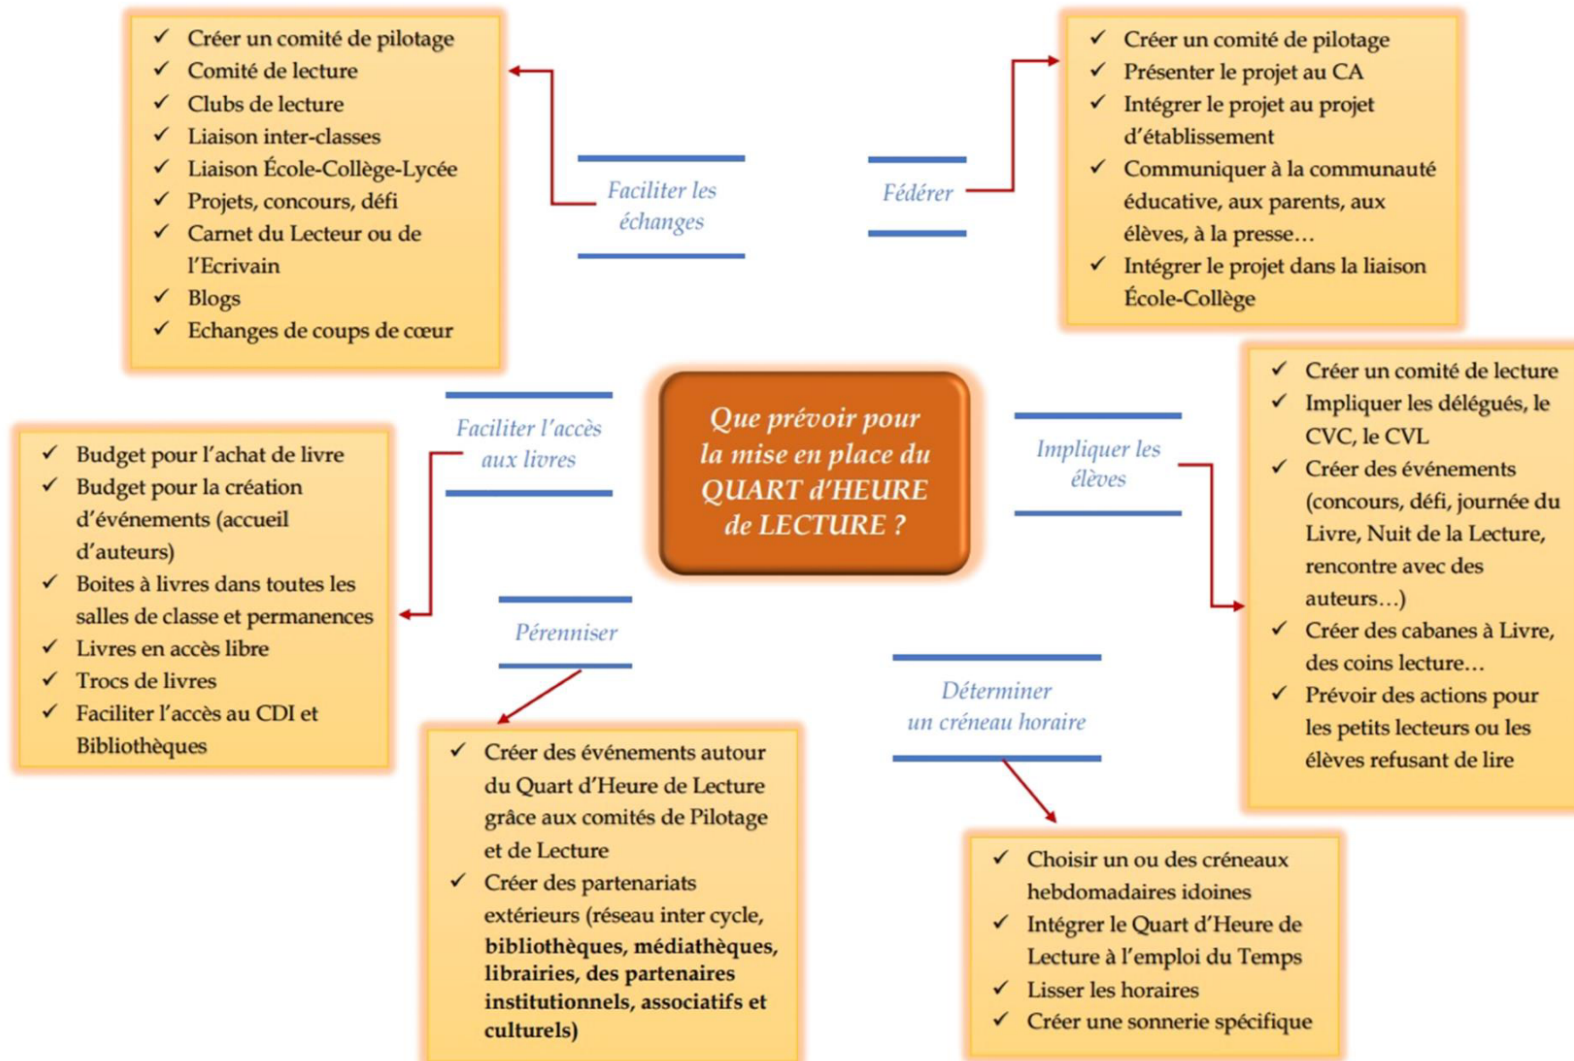 ✓ Créer un comité de pilotage
✓ Comité de lecture
✓ Clubs de lecture
✓ Liaison inter-classes
✓ Liaison École-Collège-Lycée
✓ Projets, concours, défi
✓ Carnet du Lecteur ou de
l'Ecrivain
✓ Blogs
✓ Echanges de coups de cœur
Faciliter les
échanges
Fédérer
✓ Créer un comité de pilotage
✓ Présenter le projet au CA
✓ Intégrer le projet au projet
d'établissement
✓ Communiquer à la communauté
éducative, aux parents, aux
élèves, à la presse…
✓ Intégrer le projet dans la liaison
École-Collège
Faciliter l'accès
aux livres
✓ Budget pour l'achat de livre
✓ Budget pour la création
d'événements (accueil
d'auteurs)
✓ Boites à livres dans toutes les
salles de classe et permanences
✓ Livres en accès libre
✓ Trocs de livres
✓ Faciliter l'accès au CDI et
Bibliothèques
Que prévoir pour
la mise en place du
QUART d'HEURE
de LECTURE ?
Impliquer les
élèves
✓ Créer un comité de lecture
✓ Impliquer les délégués, le
CVC, le CVL
✓ Créer des événements
(concours, défi, journée du
Livre, Nuit de la Lecture,
rencontre avec des
auteurs…)
✓ Créer des cabanes à Livre,
des coins lecture…
✓ Prévoir des actions pour
les petits lecteurs ou les
élèves refusant de lire
Pérenniser
✓ Créer des événements autour
du Quart d'Heure de Lecture
grâce aux comités de Pilotage
et de Lecture
✓ Créer des partenariats
extérieurs (réseau inter cycle,
bibliothèques, médiathèques,
librairies, des partenaires
institutionnels, associatifs et
culturels)
Déterminer
un créneau horaire
✓ Choisir un ou des créneaux
hebdomadaires idoines
✓ Intégrer le Quart d'Heure de
Lecture à l'emploi du Temps
✓ Lisser les horaires
✓ Créer une sonnerie spécifique